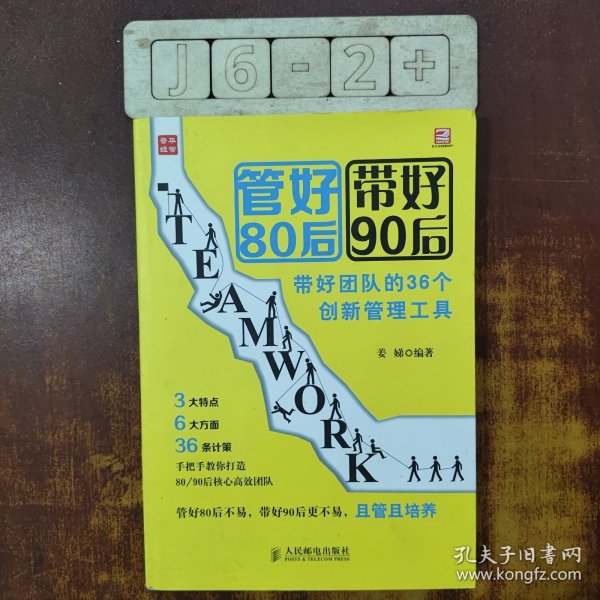 J6-2+
普华
经管
管好
80后
带好
90后
带好团队的36个
创新管理工具
姜 娣◎编著
TEAMWORK
3大特点
6大方面
36条计策
手把手教你打造
80/90后核心高效团队
管好80后不易，带好90后更不易，且管且培养
人民邮电出版社
POSTS & TELECOM PRESS
孔夫子旧书网
www.kongfz.com